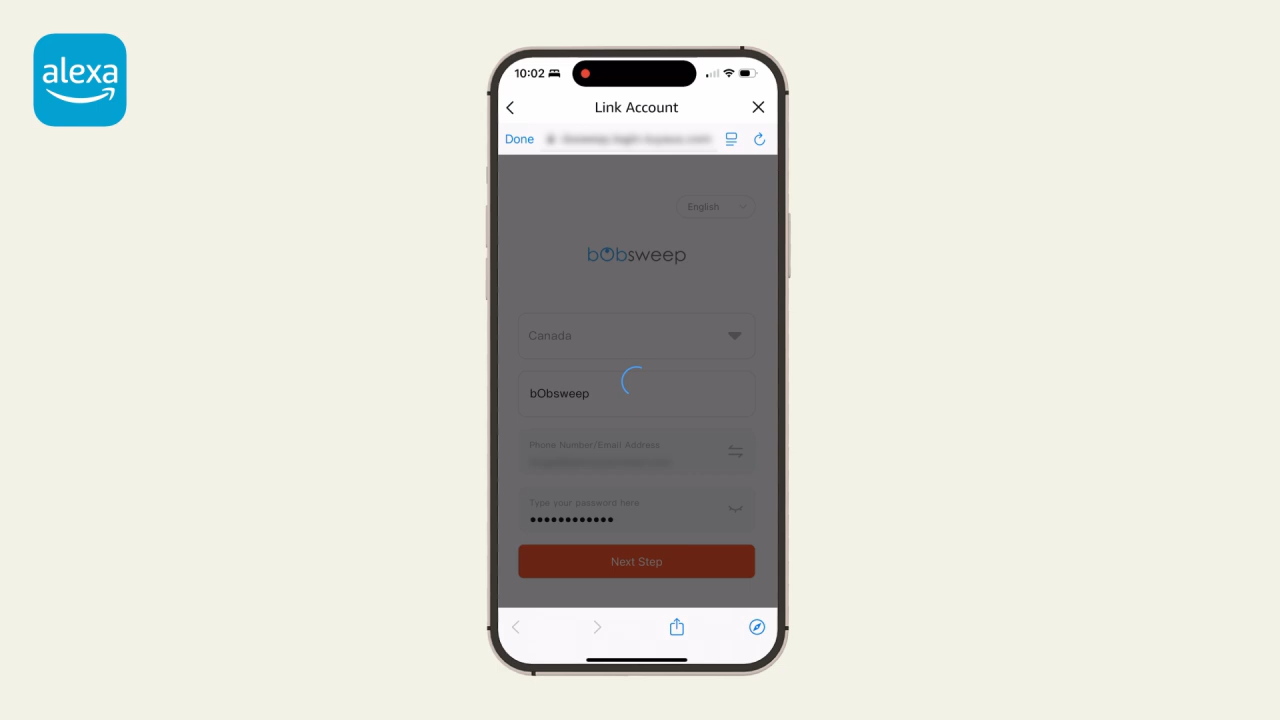 alexa
10:02
Link Account
Done
English
bObsweep
Canada
bObsweep
Phone Number/Email Address
Type your password here
Next Step